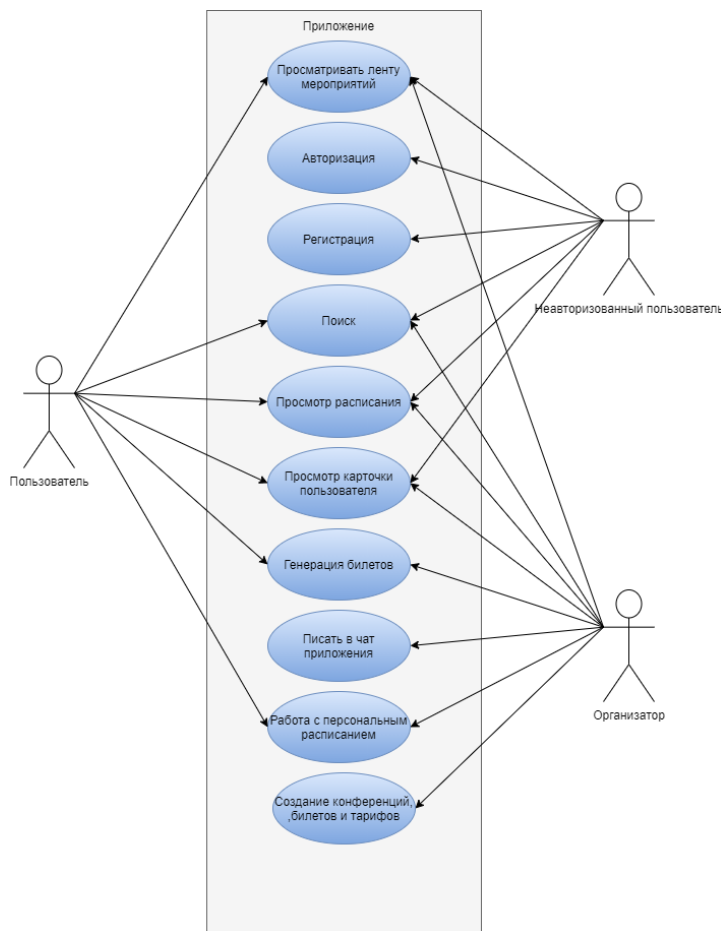 Приложение
Просматривать ленту
мероприятий
Авторизация
Регистрация
Неавторизованный пользователь
Поиск
Просмотр расписания
Пользователь
Просмотр карточки
пользователя
Генерация билетов
Писать в чат
приложения
Организатор
Работа с персональным
расписанием
Создание конференций,
,билетов и тарифов